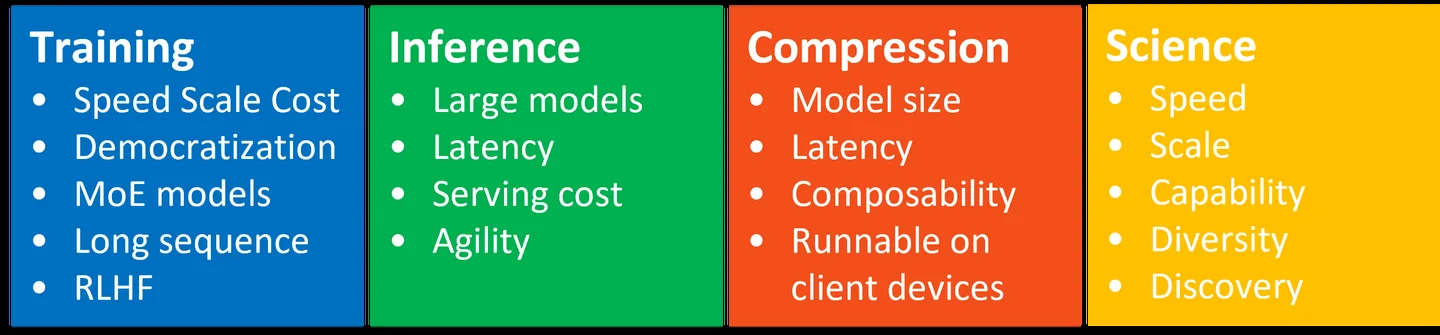 Training
• Speed Scale Cost
• Democratization
• MoE models
• Long sequence
• RLHF
Inference
• Large models
• Latency
• Serving cost
• Agility
Compression
• Model size
• Latency
• Composability
• Runnable on
client devices
Science
• Speed
• Scale
• Capability
• Diversity
• Discovery